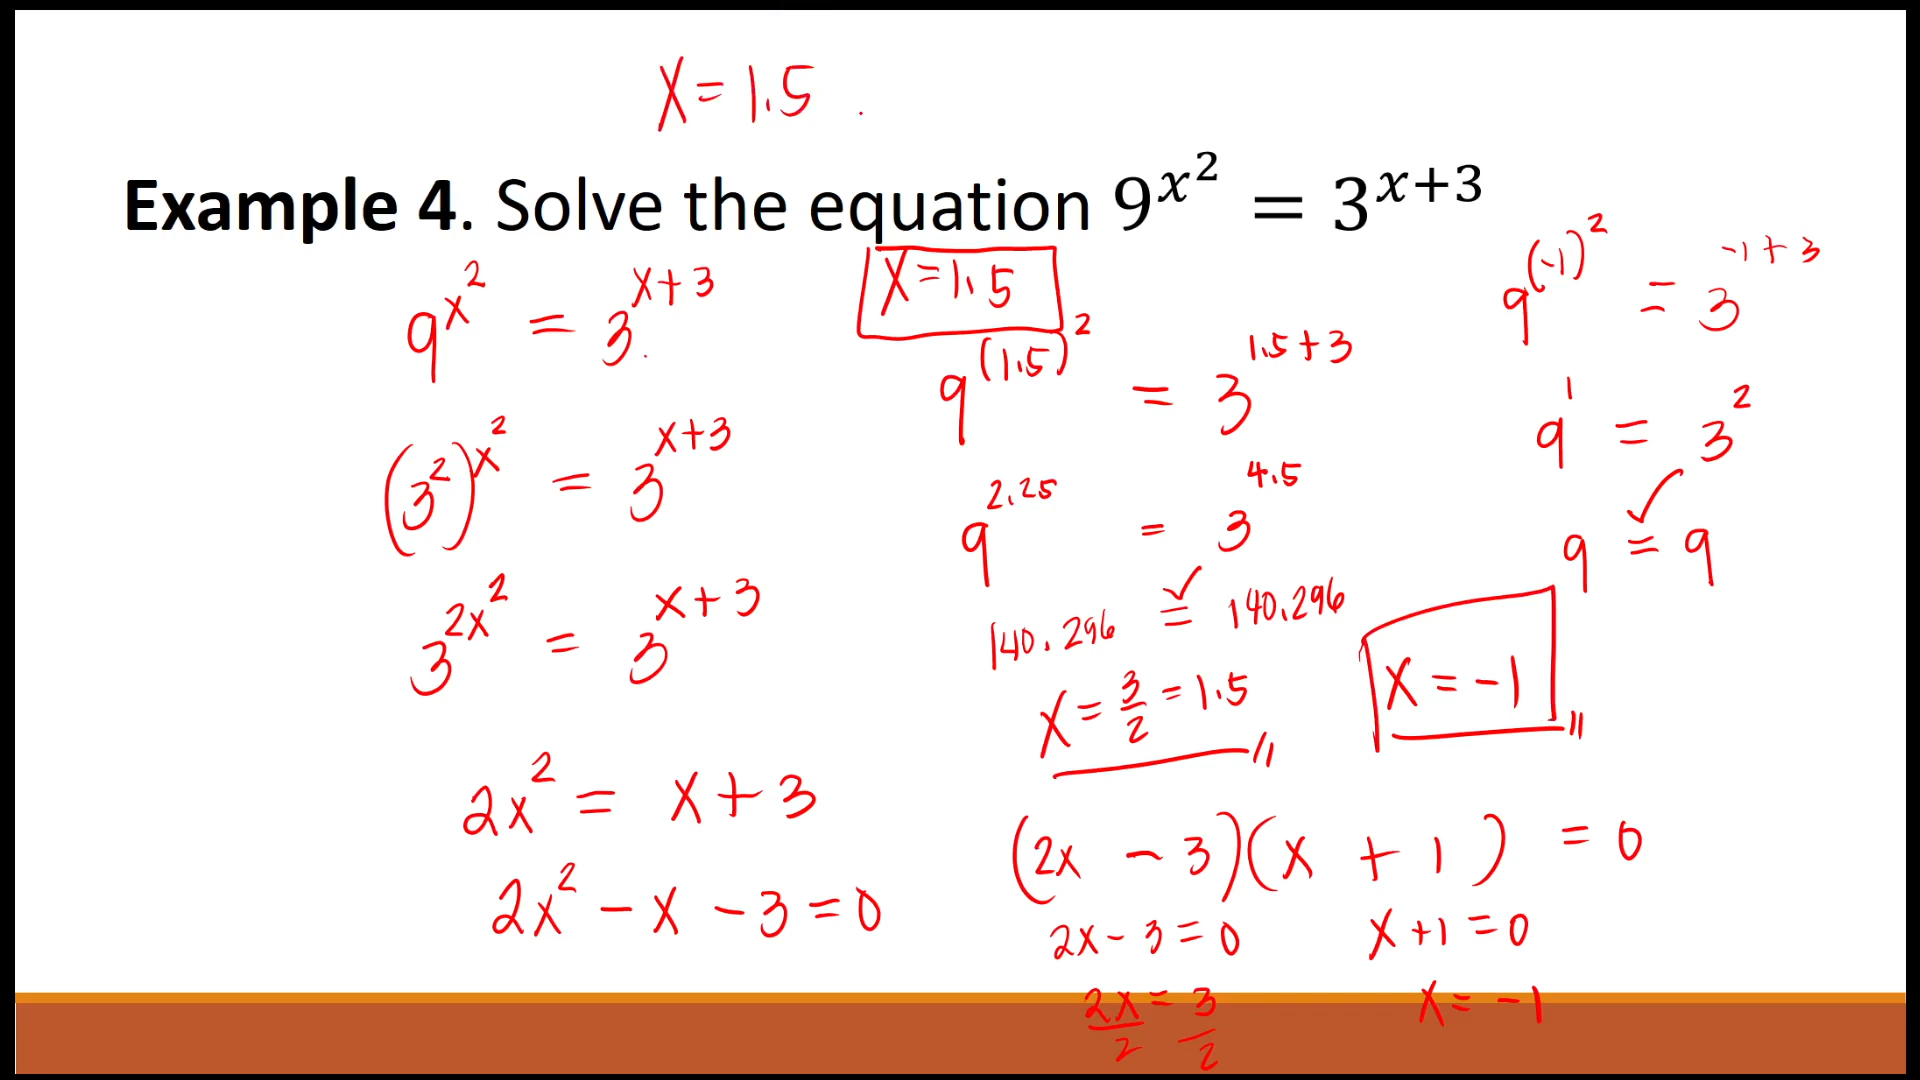 x = 1.5
Example 4. Solve the equation 9^{x^2} = 3^{x+3}
9^{x^2} = 3^{x+3}
(3^2)^{x^2} = 3^{x+3}
3^{2x^2} = 3^{x+3}
2x^2 = x + 3
2x^2 - x - 3 = 0
x = 1.5
9^{(1.5)^2} = 3^{1.5+3}
9^{2.25} = 3^{4.5}
140.296 = 140.296
✓
x = 3/2 = 1.5
(2x - 3)(x + 1) = 0
2x - 3 = 0
2x/2 = 3/2
x + 1 = 0
x = -1
9^{(-1)^2} = 3^{-1+3}
9^1 = 3^2
9 = 9
✓
x = -1